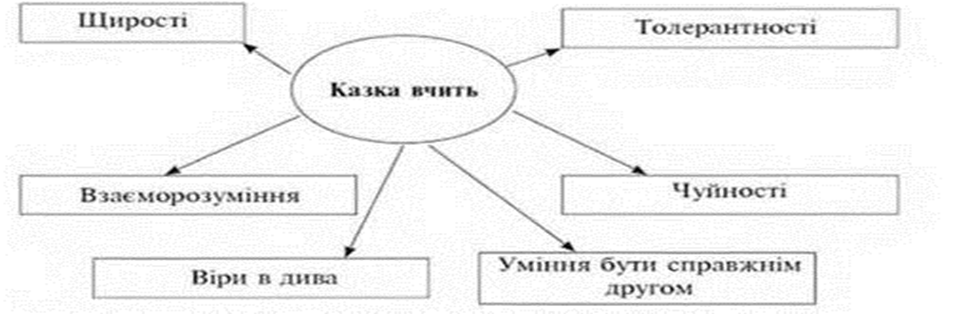 Щирості
Толерантності
Казка вчить
Взаєморозуміння
Чуйності
Віри в дива
Уміння бути справжнім
другом